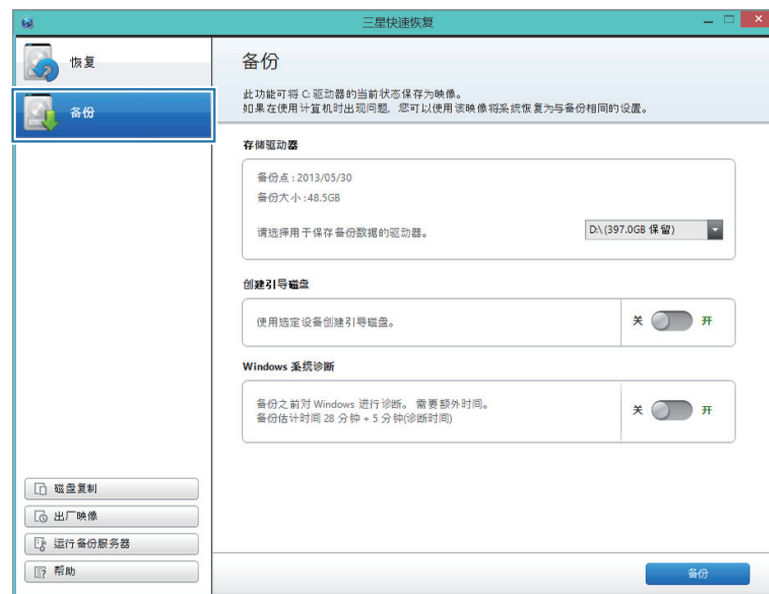 三星快速恢复
恢复
备份
备份
此功能可将 C: 驱动器的当前状态保存为映像。
如果在使用计算机时出现问题, 您可以使用该映像将系统恢复为与备份相同的设置。
存储驱动器
备份点 : 2013/05/30
备份大小 :48.5GB
请选择用于保存备份数据的驱动器。
D:\ (397.0GB 保留)
创建引导磁盘
使用选定设备创建引导磁盘。
关 开
Windows 系统诊断
备份之前对 Windows 进行诊断。 需要额外时间。
备份估计时间 28 分钟 + 5 分钟(诊断时间)
关 开
磁盘复制
出厂映像
运行备份服务器
帮助
备份